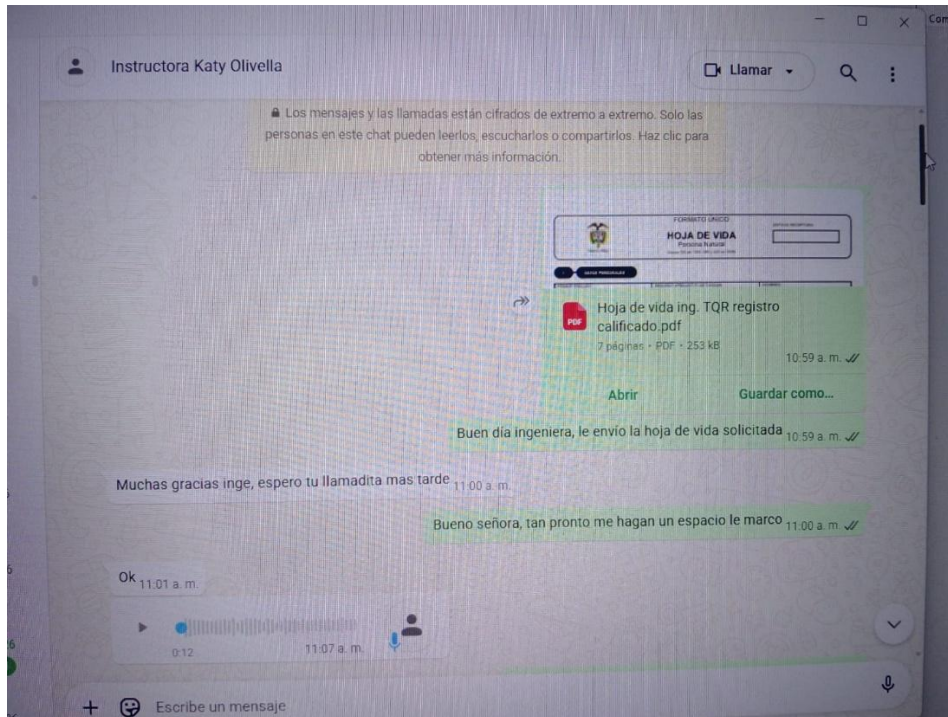 Com
Instructora Katy Olivella
Llamar
Los mensajes y las llamadas están cifrados de extremo a extremo. Solo las
personas en este chat pueden leerlos, escucharlos o compartirlos. Haz clic para
obtener más información.
FORMATO UNICO
HOJA DE VIDA
Persona Natural
DATOS PERSONALES
PDF
Hoja de vida ing. TQR registro
calificado.pdf
7 páginas • PDF • 253 kB
10:59 a. m.
Abrir
Guardar como...
Buen día ingeniera, le envío la hoja de vida solicitada 10:59 a. m.
Muchas gracias inge, espero tu llamadita mas tarde 11:00 a. m.
Bueno señora, tan pronto me hagan un espacio le marco 11:00 a. m.
Ok 11:01 a. m.
0:12
11:07 a. m.
Escribe un mensaje